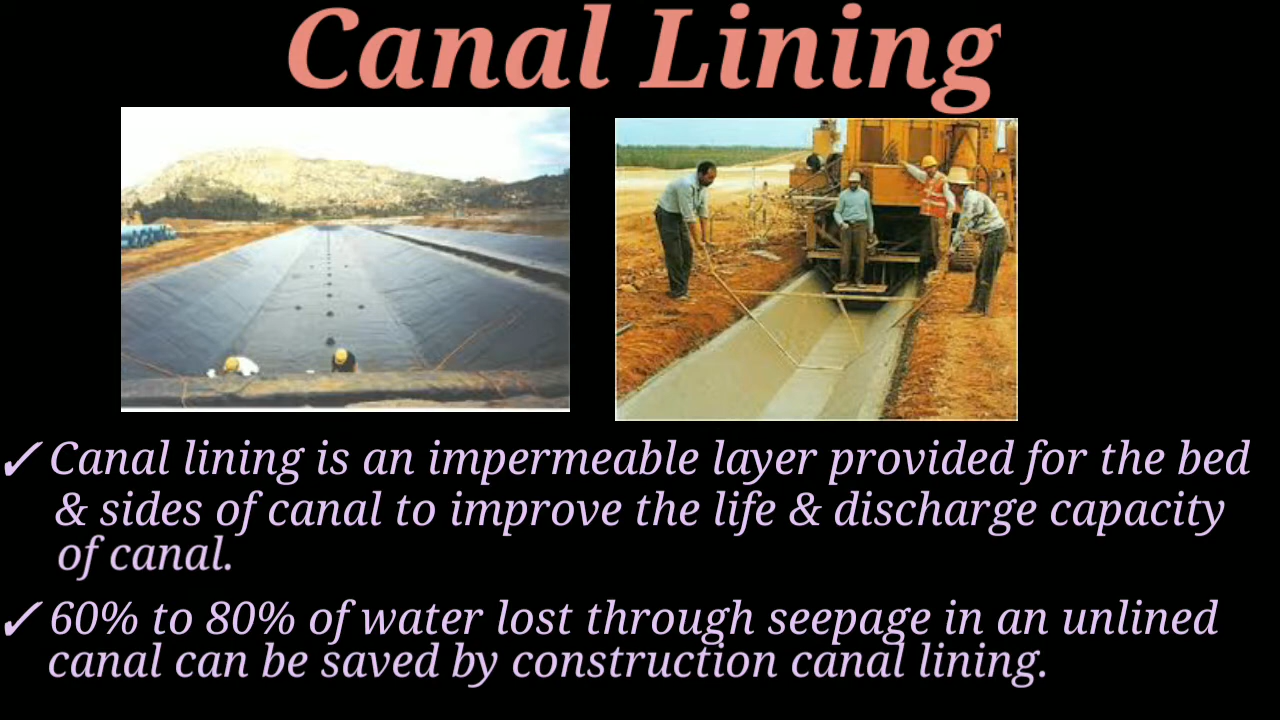 Canal Lining
✓Canal lining is an impermeable layer provided for the bed
& sides of canal to improve the life & discharge capacity
of canal.
✓60% to 80% of water lost through seepage in an unlined
canal can be saved by construction canal lining.